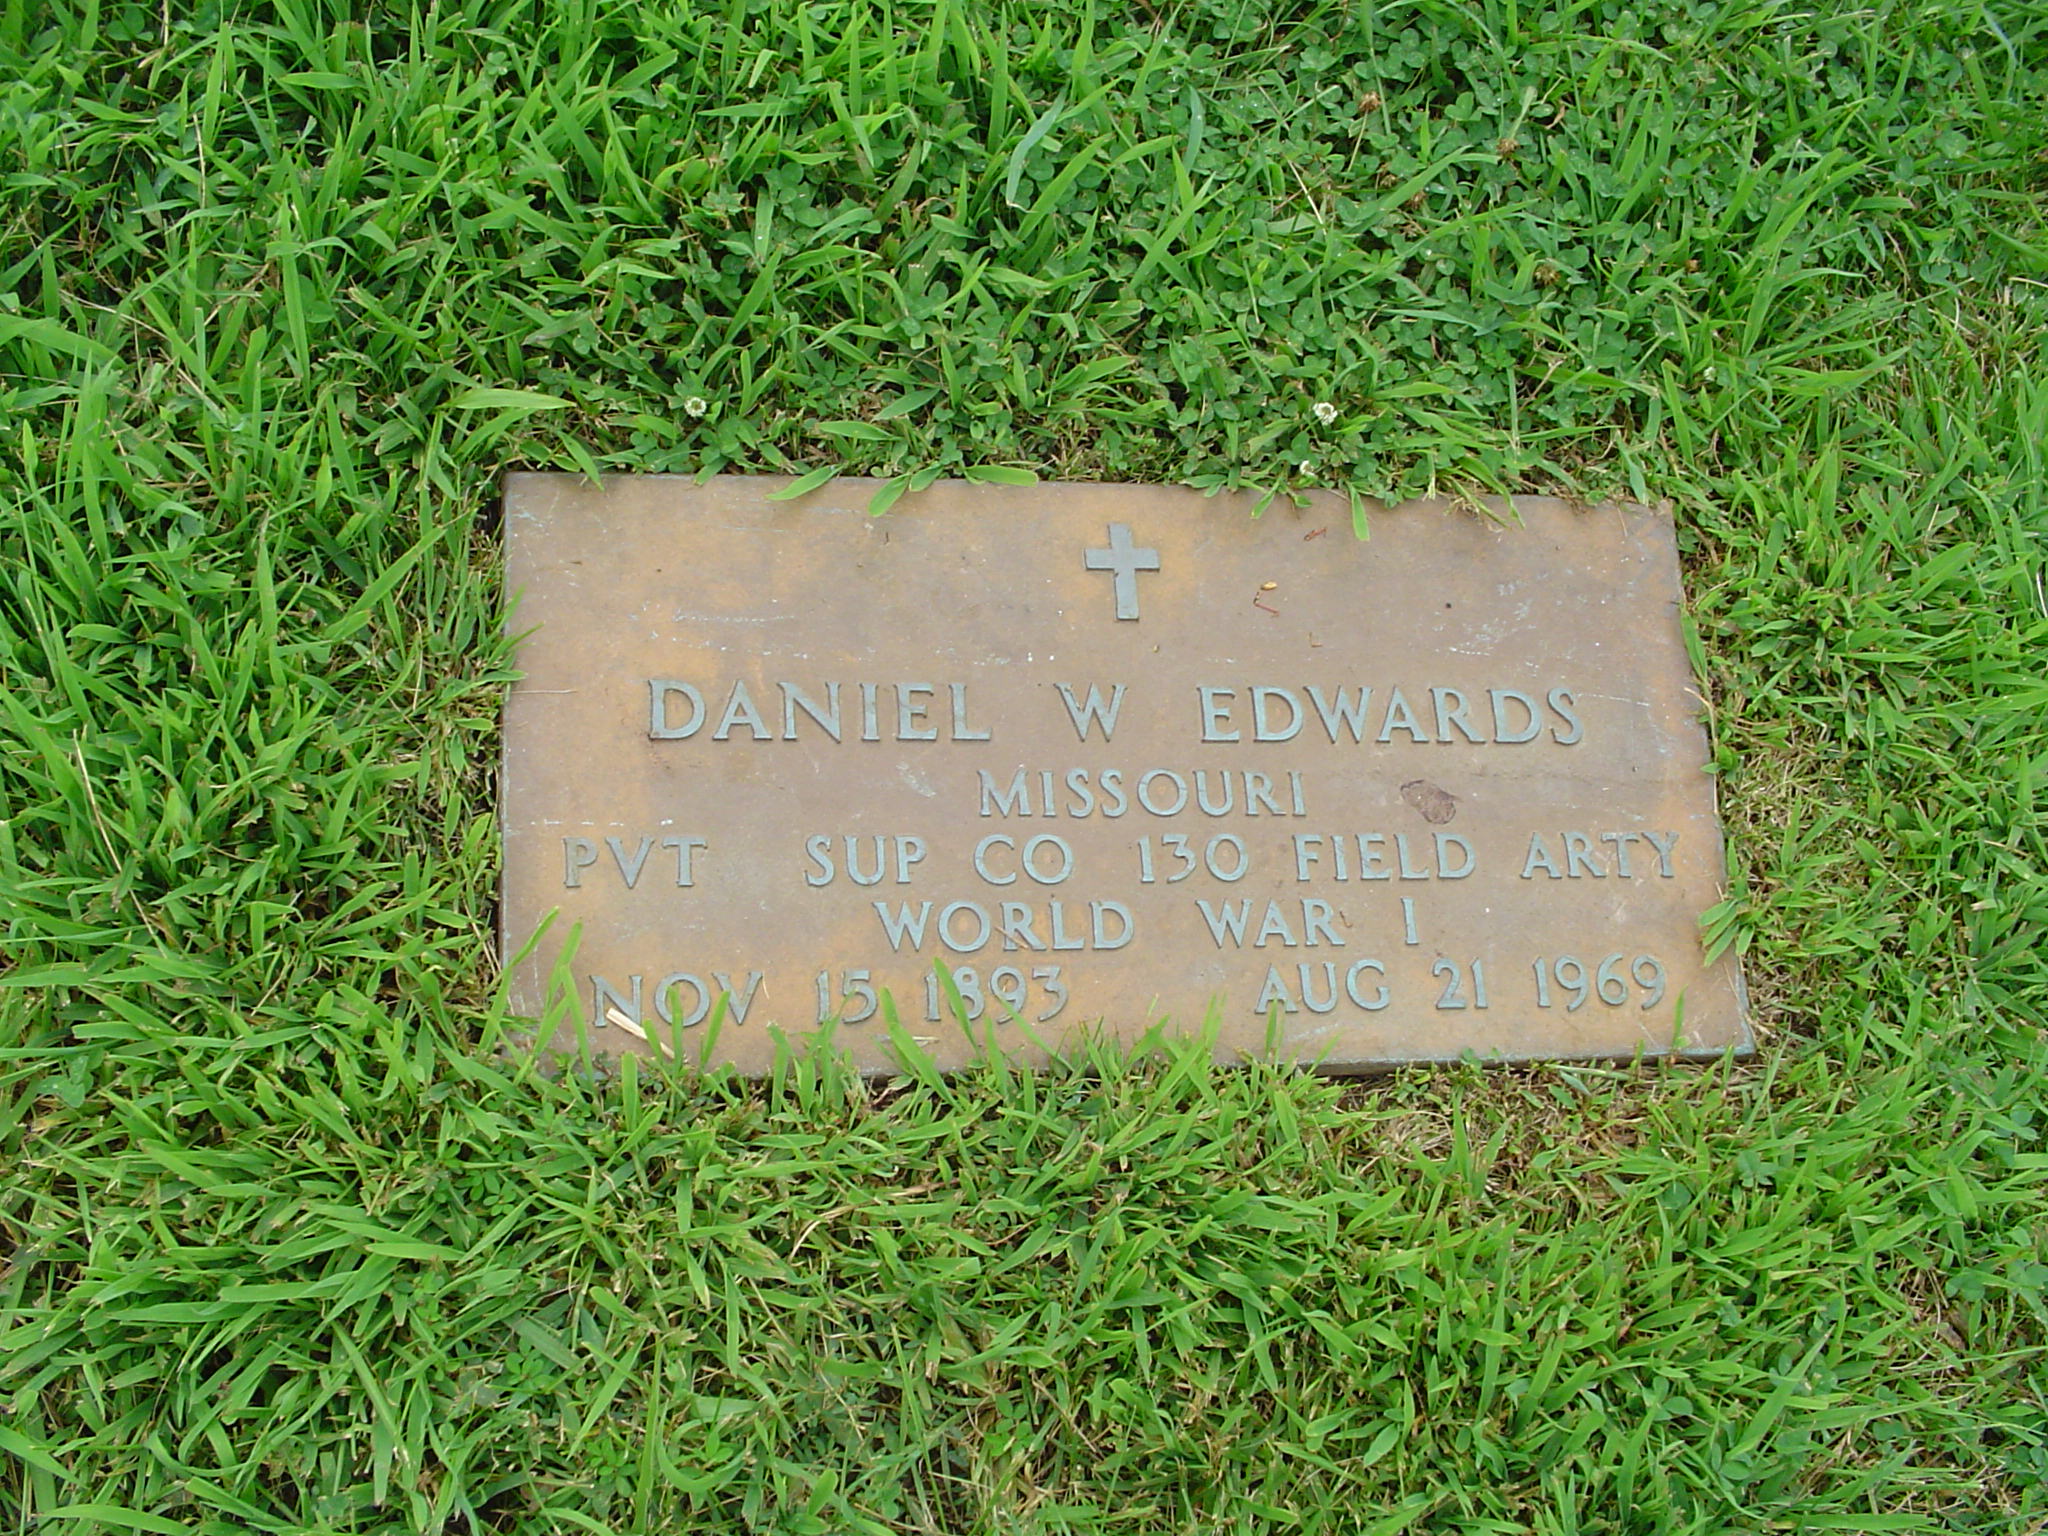 DANIEL W EDWARDS
MISSOURI
PVT SUP CO 130 FIELD ARTY
WORLD WAR I
NOV 15 1893 AUG 21 1969